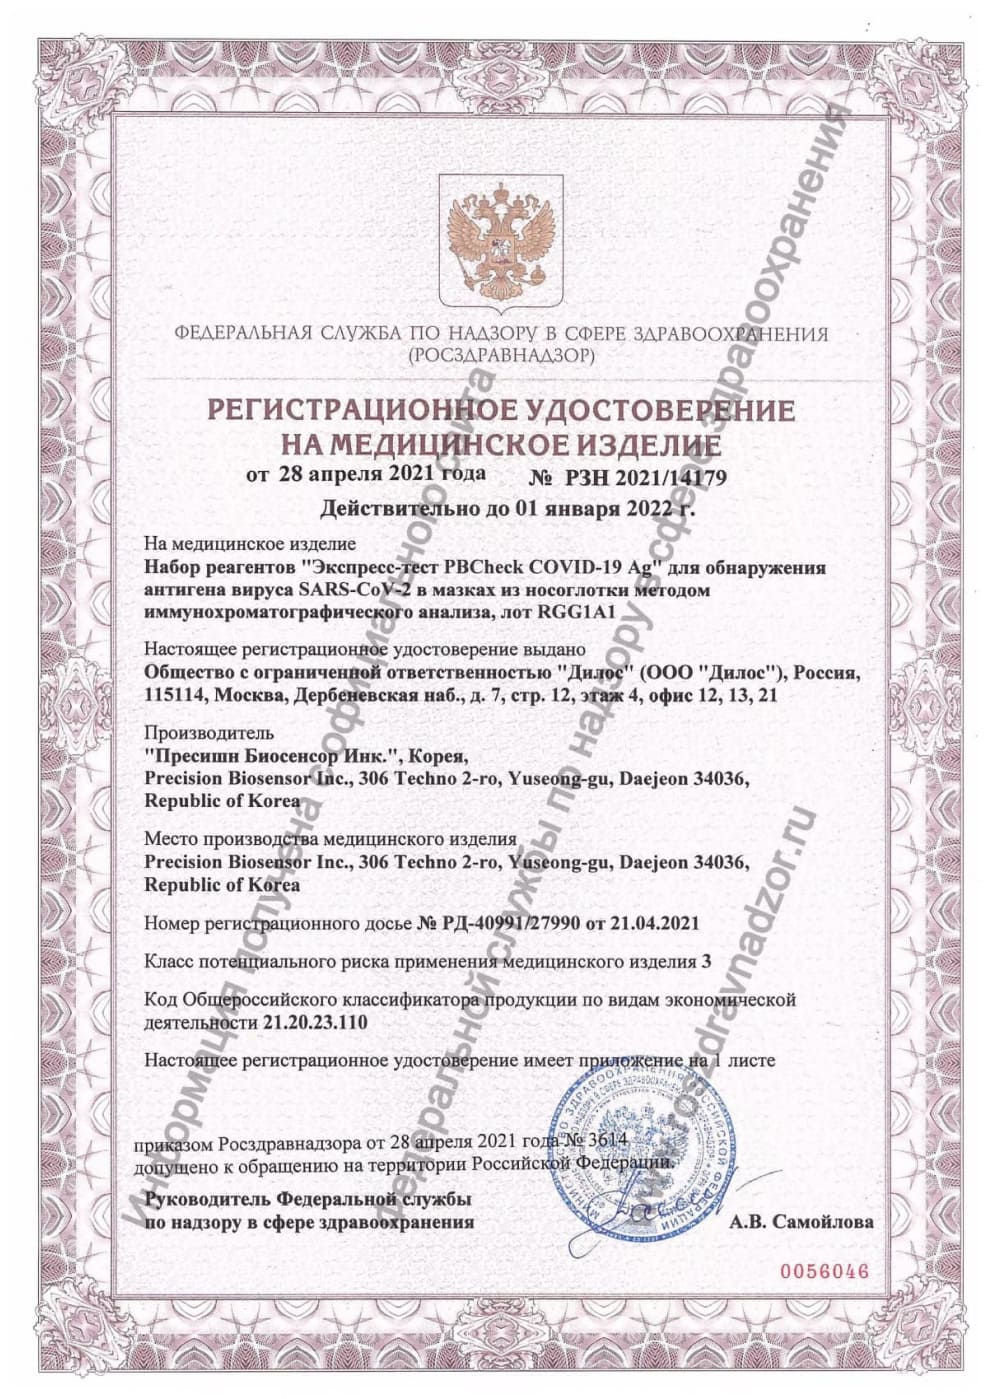 ФЕДЕРАЛЬНАЯ СЛУЖБА ПО НАДЗОРУ В СФЕРЕ ЗДРАВООХРАНЕНИЯ
(РОСЗДРАВНАДЗОР)
РЕГИСТРАЦИОННОЕ УДОСТОВЕРЕНИЕ
НА МЕДИЦИНСКОЕ ИЗДЕЛИЕ
от 28 апреля 2021 года № РЗН 2021/14179
Действительно до 01 января 2022 г.
На медицинское изделие
Набор реагентов "Экспресс-тест PBCheck COVID-19 Ag" для обнаружения
антигена вируса SARS-CoV-2 в мазках из носоглотки методом
иммунохроматографического анализа, лот RGG1A1
Настоящее регистрационное удостоверение выдано
Общество с ограниченной ответственностью "Дилос" (ООО "Дилос"), Россия,
115114, Москва, Дербеневская наб., д. 7, стр. 12, этаж 4, офис 12, 13, 21
Производитель
"Пресишн Биосенсор Инк.", Корея,
Precision Biosensor Inc., 306 Techno 2-ro, Yuseong-gu, Daejeon 34036,
Republic of Korea
Место производства медицинского изделия
Precision Biosensor Inc., 306 Techno 2-ro, Yuseong-gu, Daejeon 34036,
Republic of Korea
Номер регистрационного досье № РД-40991/27990 от 21.04.2021
Класс потенциального риска применения медицинского изделия 3
Код Общероссийского классификатора продукции по видам экономической
деятельности 21.20.23.110
Настоящее регистрационное удостоверение имеет приложение на 1 листе
приказом Росздравнадзора от 28 апреля 2021 года № 3614
допущено к обращению на территории Российской Федерации.
Руководитель Федеральной службы
по надзору в сфере здравоохранения
А.В. Самойлова
0056046
Информация получена с официального сайта
Федеральной службы по надзору в сфере здравоохранения
www.roszdravnadzor.ru